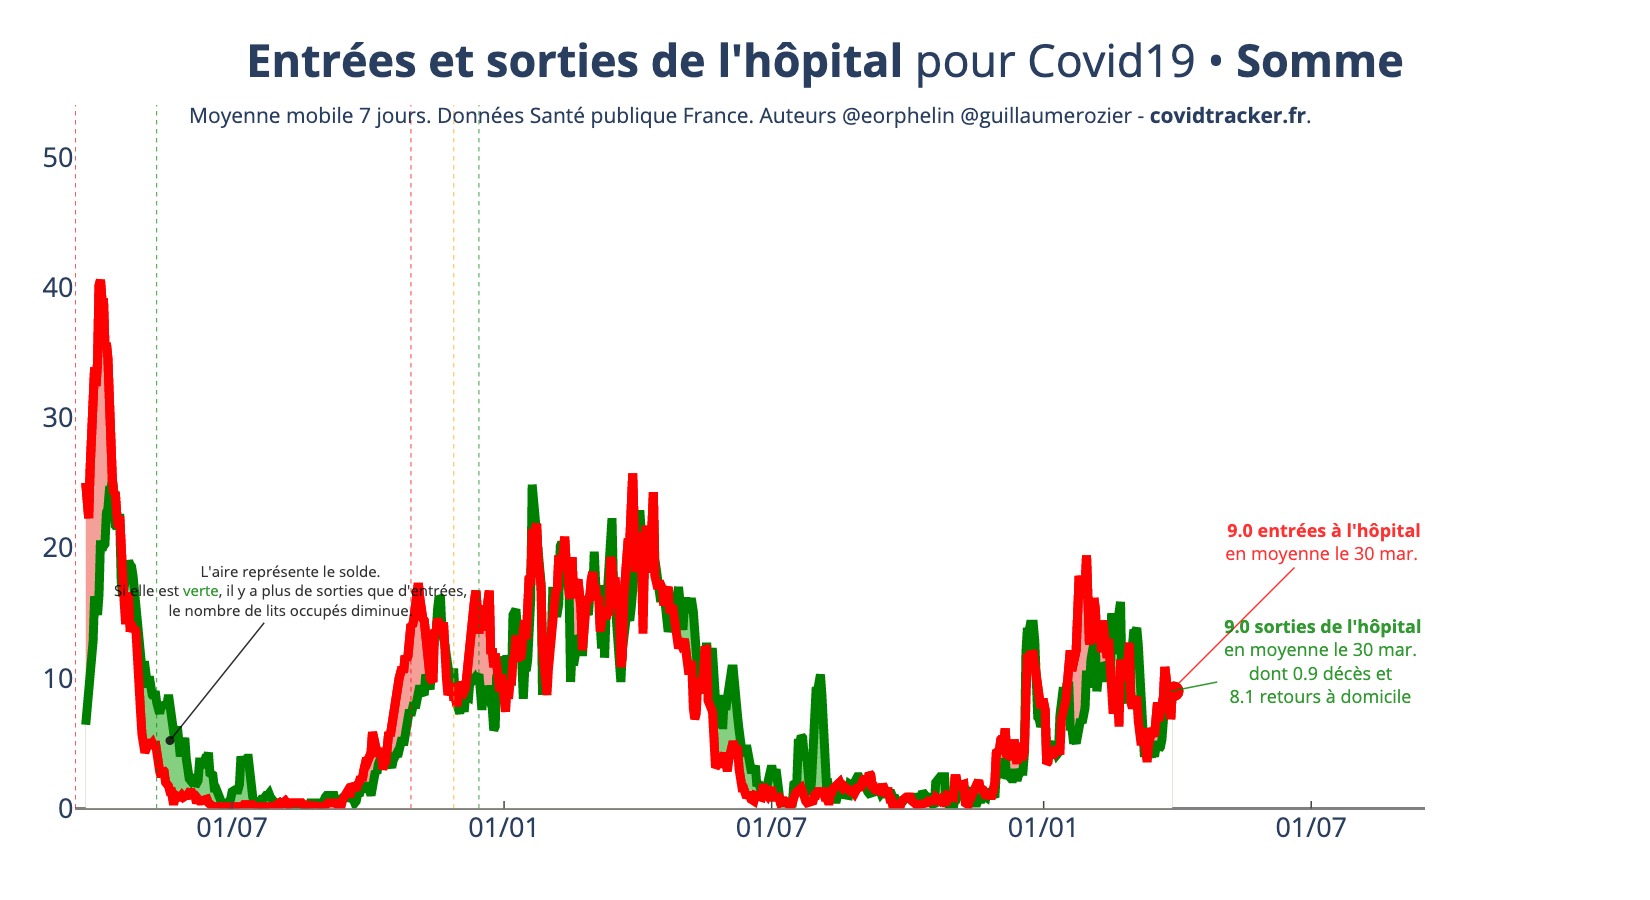 Entrées et sorties de l'hôpital pour Covid19 • Somme
Moyenne mobile 7 jours. Données Santé publique France. Auteurs @eorphelin @guillaumerozier - covidtracker.fr.
50
40
30
20
10
0
L'aire représente le solde.
Si elle est verte, il y a plus de sorties que d'entrées,
le nombre de lits occupés diminue.
9.0 entrées à l'hôpital
en moyenne le 30 mar.
9.0 sorties de l'hôpital
en moyenne le 30 mar.
dont 0.9 décès et
8.1 retours à domicile
01/07
01/01
01/07
01/01
01/07